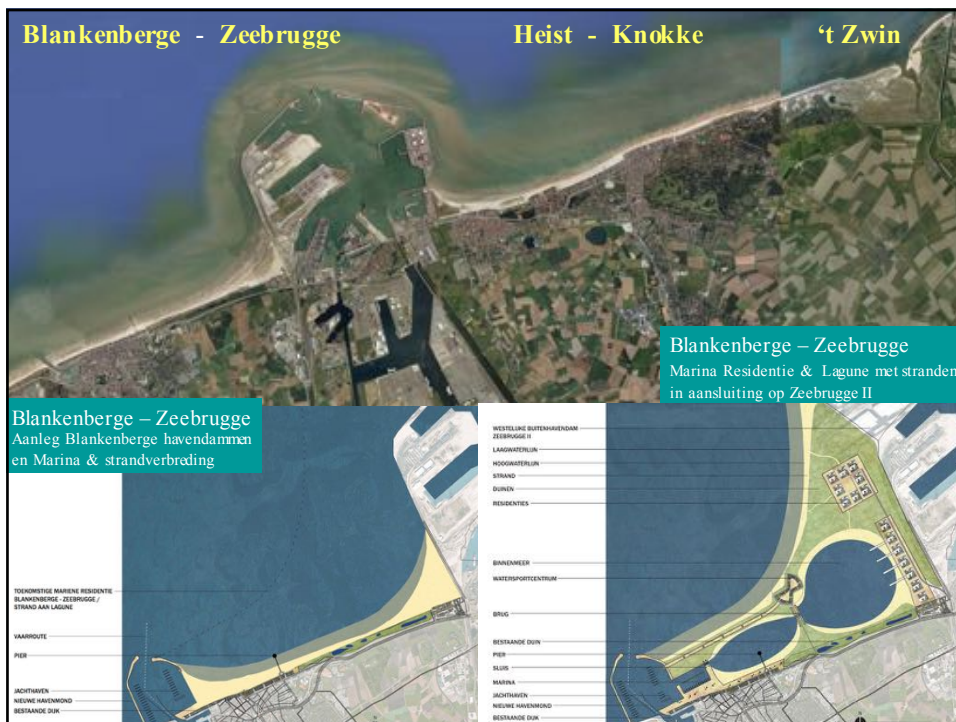 Blankenberge - Zeebrugge
Heist - Knokke
‘t Zwin
Blankenberge – Zeebrugge
Marina Residentie & Lagune met stranden
in aansluiting op Zeebrugge II
Blankenberge – Zeebrugge
Aanleg Blankenberge havendammen
en Marina & strandverbreding
TOEKOMSTIGE MARIENE RESIDENTIE
BLANKENBERGE - ZEEBRUGGE /
STRAND AAN LAGUNE
VAARROUTE
PIER
JACHTHAVEN
NIEUWE HAVENMOND
BESTAANDE DIJK
WESTELIJKE BUITENHAVENDAM
ZEEBRUGGE II
LAAGWATERLIJN
HOOGWATERLIJN
STRAND
DUINEN
RESIDENTIES
BINNENMEER
WATERSPORTCENTRUM
BRUG
BESTAANDE DUIN
PIER
SLUIS
MARINA
JACHTHAVEN
NIEUWE HAVENMOND
BESTAANDE DIJK